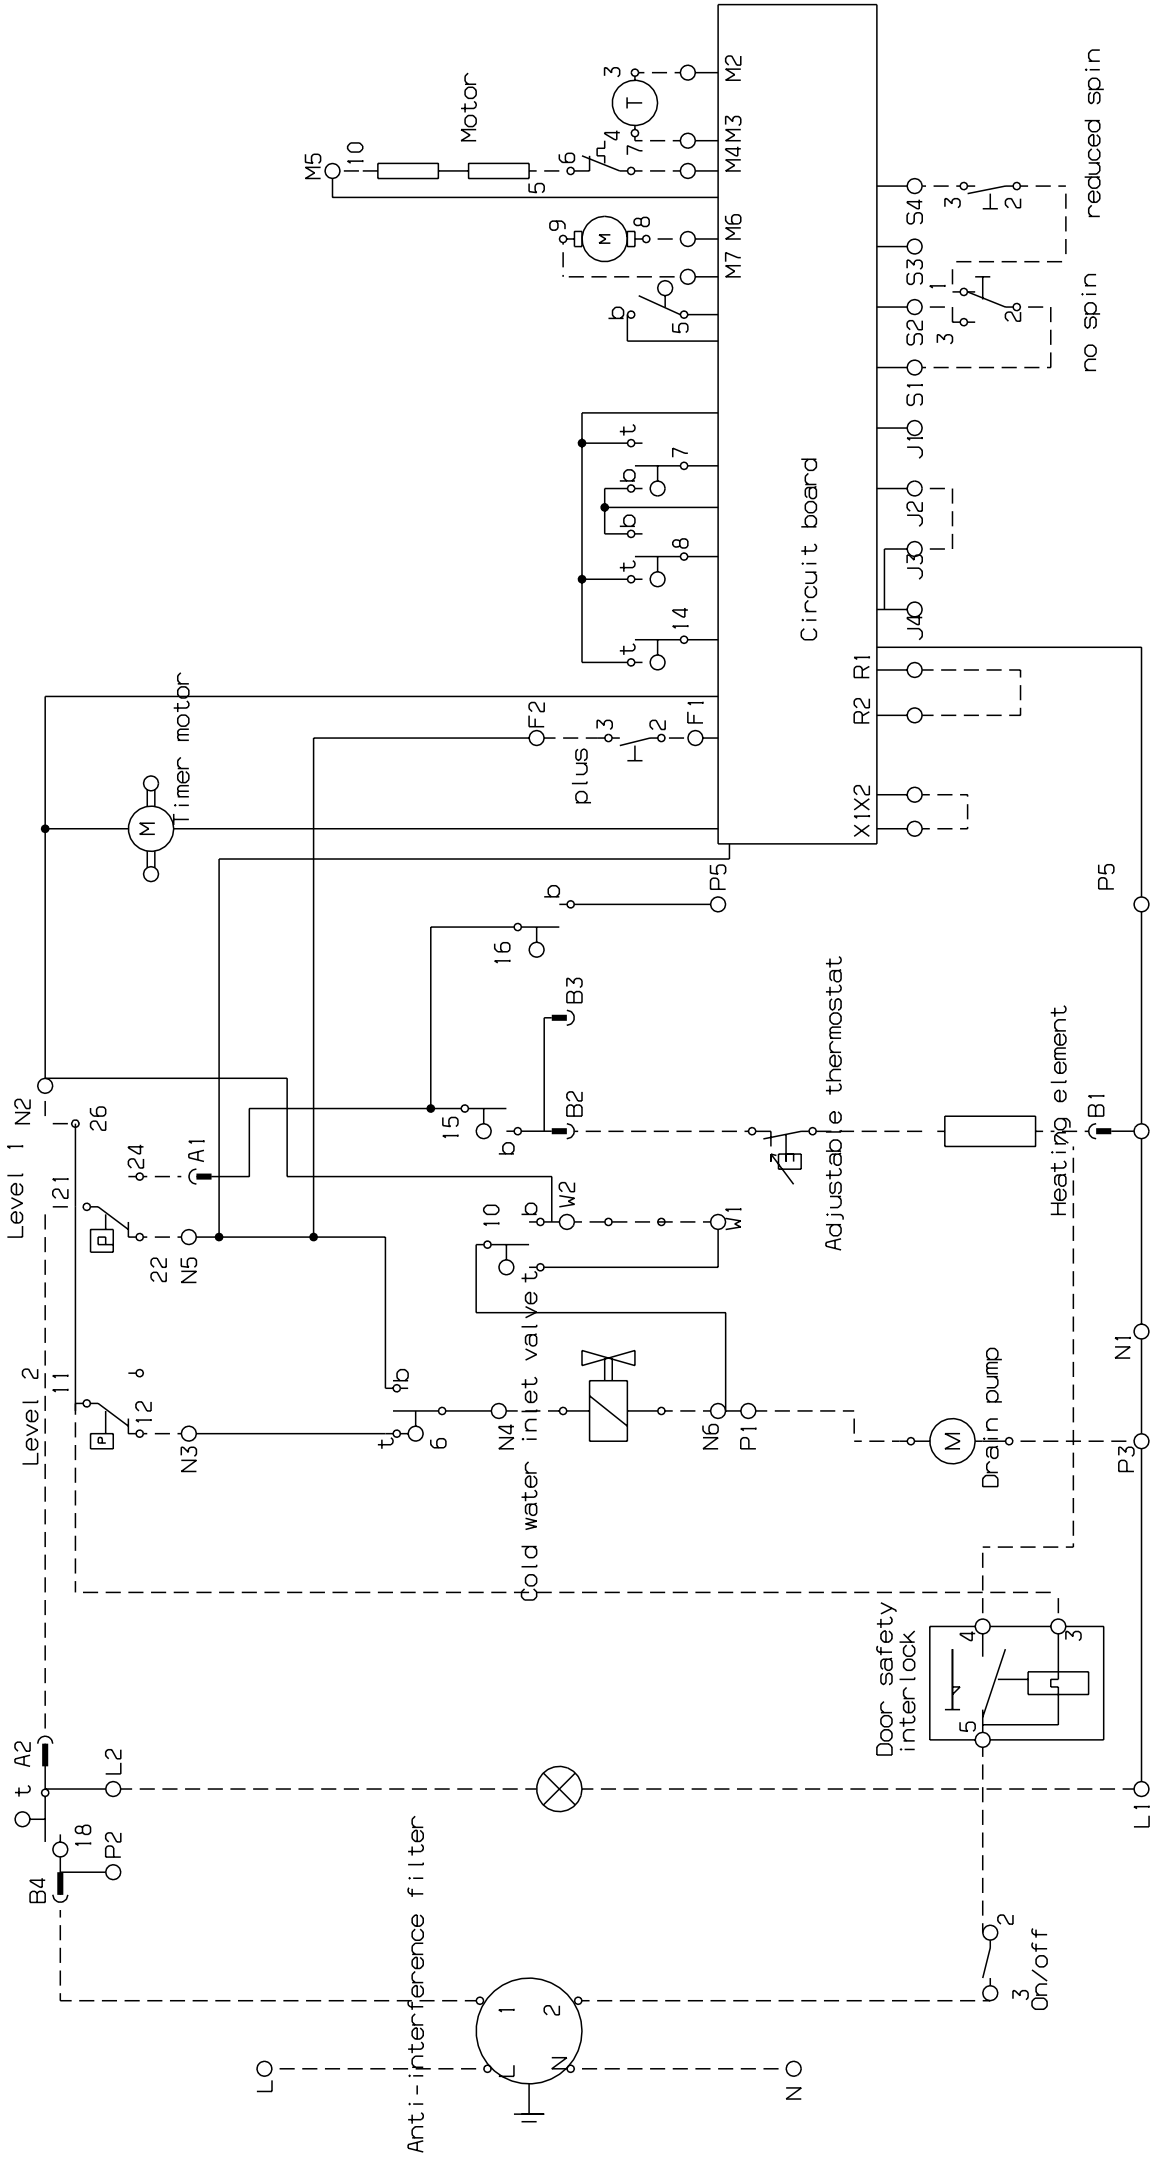 M5
10
Motor
5
6
4
7
3
T
M2
M3
M4
9
M
8
M6
M7
b
5
t
7
b
b
8
t
14
t
Circuit board
S4
3
2
reduced spin
S3
1
S2
3
2
no spin
S1
J1
J2
J3
J4
R1
R2
X1
X2
Timer motor
M
F2
3
plus
2
F1
P5
P5
b
16
B3
15
b
B2
Adjustable thermostat
Heating element
B1
N2
26
Level 1
24
A1
21
P
22
N5
10
b
W2
W1
t
Level 2
11
12
P
N3
b
t
6
N4
Cold water inlet valve
N6
P1
M
Drain pump
N1
P3
Door safety
interlock
4
3
5
A2
t
L2
L1
18
B4
P2
Anti-interference filter
1
2
L
N
L
N
2
3
On/off